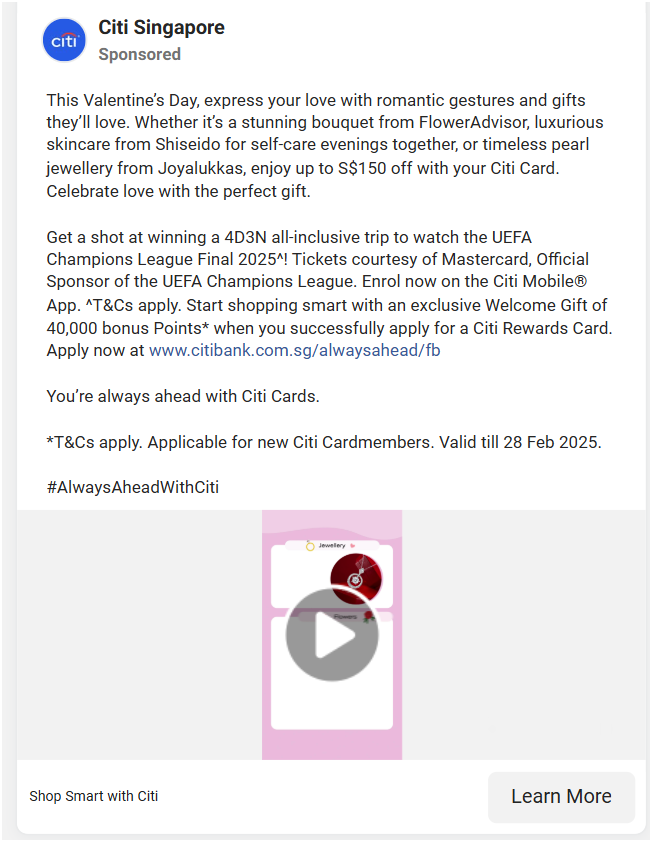 citi
Citi Singapore
Sponsored
This Valentine’s Day, express your love with romantic gestures and gifts
they’ll love. Whether it’s a stunning bouquet from FlowerAdvisor, luxurious
skincare from Shiseido for self-care evenings together, or timeless pearl
jewellery from Joyalukkas, enjoy up to S$150 off with your Citi Card.
Celebrate love with the perfect gift.
Get a shot at winning a 4D3N all-inclusive trip to watch the UEFA
Champions League Final 2025^! Tickets courtesy of Mastercard, Official
Sponsor of the UEFA Champions League. Enrol now on the Citi Mobile®
App. ^T&Cs apply. Start shopping smart with an exclusive Welcome Gift of
40,000 bonus Points* when you successfully apply for a Citi Rewards Card.
Apply now at www.citibank.com.sg/alwaysahead/fb
You’re always ahead with Citi Cards.
*T&Cs apply. Applicable for new Citi Cardmembers. Valid till 28 Feb 2025.
#AlwaysAheadWithCiti
Jewellery
Flowers
Shop Smart with Citi
Learn More